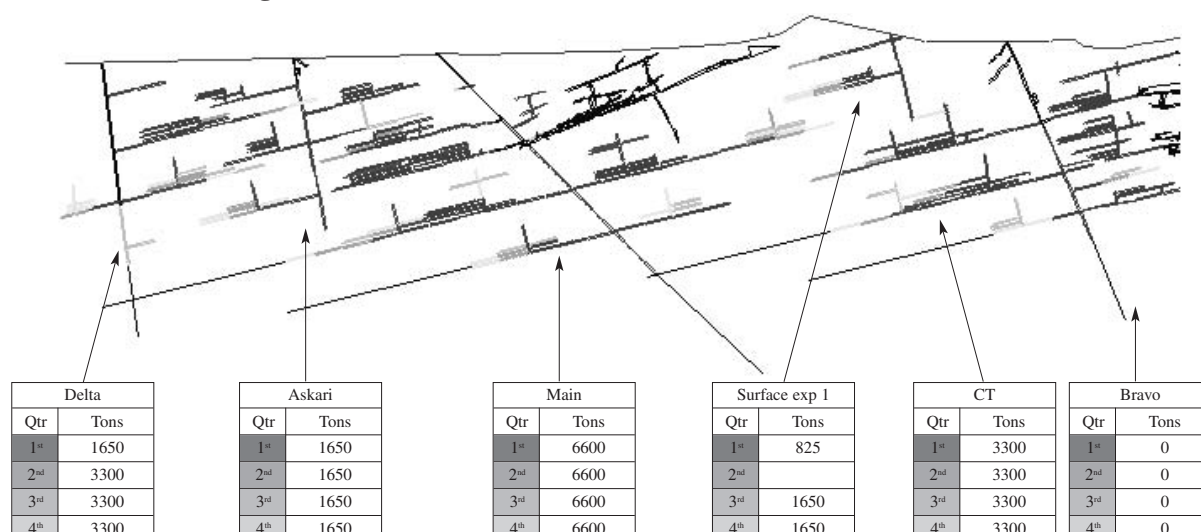 Delta Askari Main Surface exp 1 CT Bravo
Qtr Tons Qtr Tons Qtr Tons Qtr Tons Qtr Tons Qtr Tons
1st 1650 1st 1650 1st 6600 1st 825 1st 3300 1st 0
2nd 3300 2nd 1650 2nd 6600 2nd 2nd 3300 2nd 0
3rd 3300 3rd 1650 3rd 6600 3rd 1650 3rd 3300 3rd 0
4th 3300 4th 1650 4th 6600 4th 1650 4th 3300 4th 0